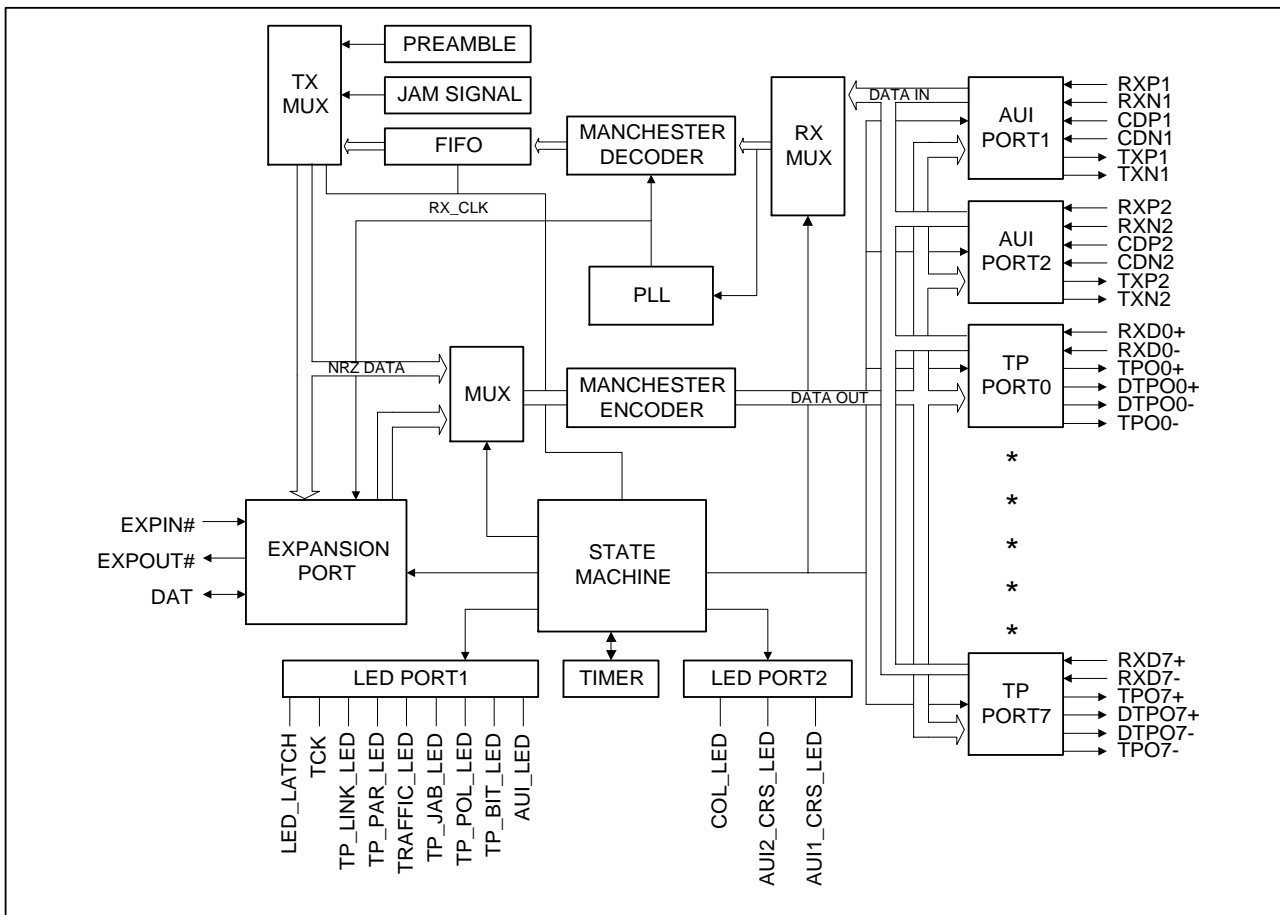 PREAMBLE
TX
MUX
JAM SIGNAL
FIFO
MANCHESTER
DECODER
RX
MUX
DATA IN
AUI
PORT1
RXP1
RXN1
CDP1
CDN1
TXP1
TXN1
RX_CLK
PLL
AUI
PORT2
RXP2
RXN2
CDP2
CDN2
TXP2
TXN2
NRZ DATA
MUX
MANCHESTER
ENCODER
DATA OUT
TP
PORT0
RXD0+
RXD0-
TPO0+
DTPO0+
DTPO0-
TPO0-
*
*
*
*
*
EXPIN#
EXPOUT#
DAT
EXPANSION
PORT
STATE
MACHINE
LED PORT1
TIMER
LED PORT2
TP
PORT7
RXD7+
RXD7-
TPO7+
DTPO7+
DTPO7-
TPO7-
LED_LATCH
TCK
TP_LINK_LED
TP_PAR_LED
TRAFFIC_LED
TP_JAB_LED
TP_POL_LED
TP_BIT_LED
AUI_LED
COL_LED
AUI2_CRS_LED
AUI1_CRS_LED